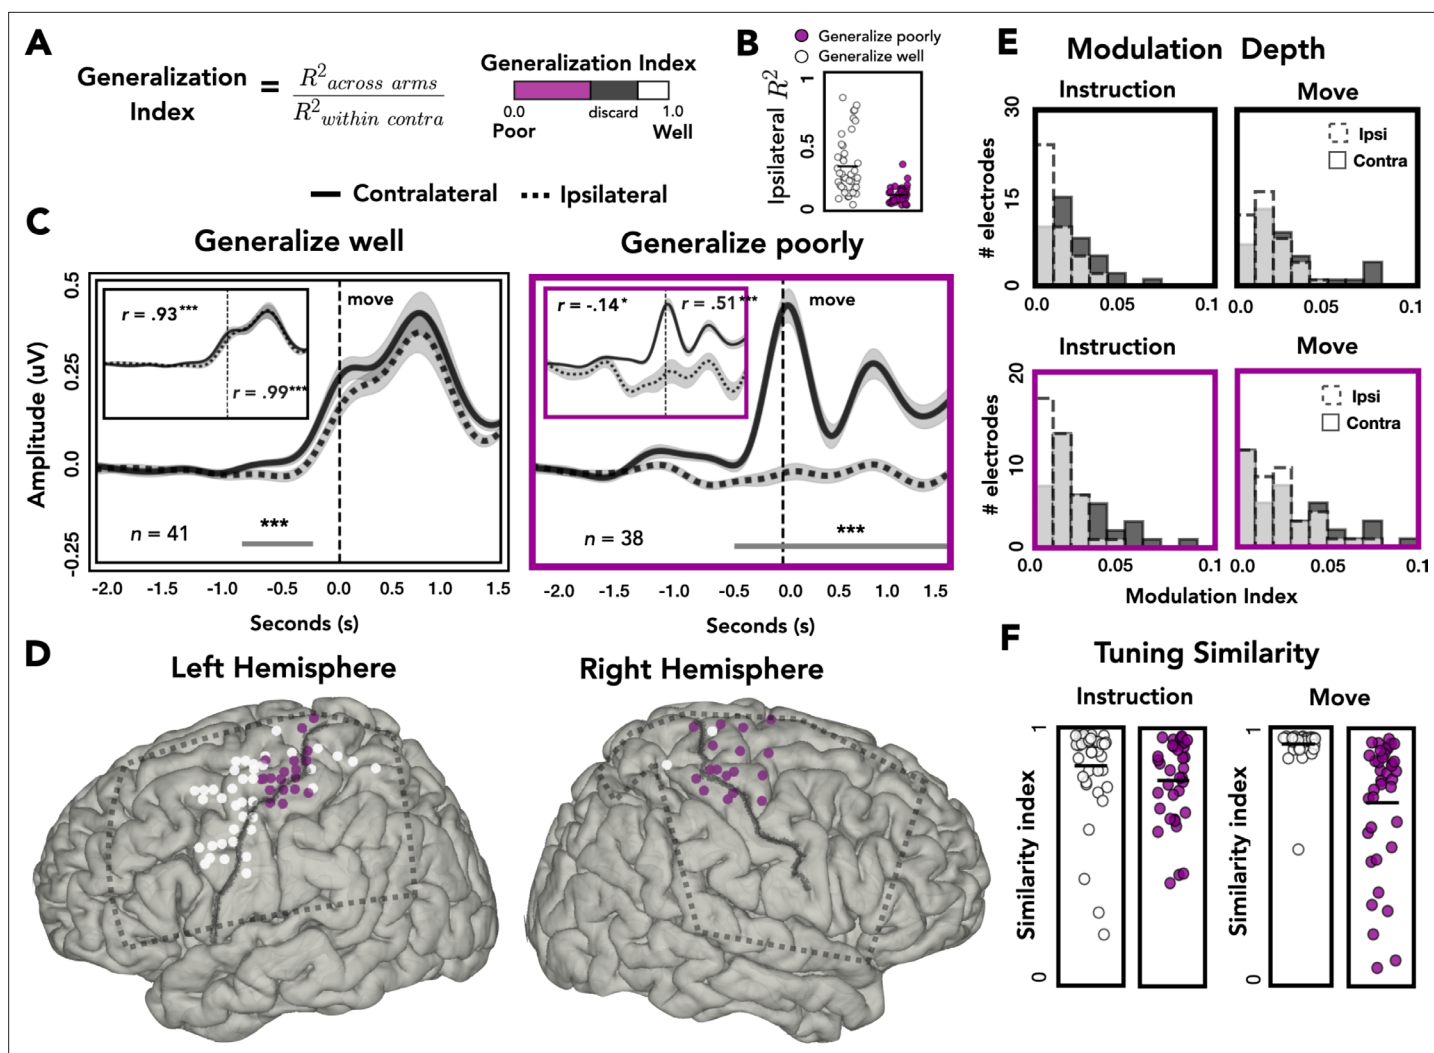 A
Generalization
Index
=
R² across arms
R² within contra
Generalization Index
0.0
discard
1.0
Poor
Well
B
Generalize poorly
Generalize well
Ipsilateral R²
1
0.5
0
Contralateral
Ipsilateral
C
Generalize well
Generalize poorly
Amplitude (uV)
0.5
0.25
0.0
-0.25
r = .93***
r = .99***
move
n = 41
***
-2.0 -1.5 -1.0 -0.5 0.0 0.5 1.0 1.5
Seconds (s)
r = -.14*
r = .51***
move
n = 38
***
-2.0 -1.5 -1.0 -0.5 0.0 0.5 1.0 1.5
Seconds (s)
D
Left Hemisphere
Right Hemisphere
E
Modulation Depth
Instruction
Move
# electrodes
30
15
0
Ipsi
Contra
0.0 0.05 0.1
0.0 0.05 0.1
Instruction
Move
# electrodes
20
10
0
Ipsi
Contra
0.0 0.05 0.1
0.0 0.05 0.1
Modulation Index
F
Tuning Similarity
Instruction
Move
Similarity index
1
0
Similarity index
1
0